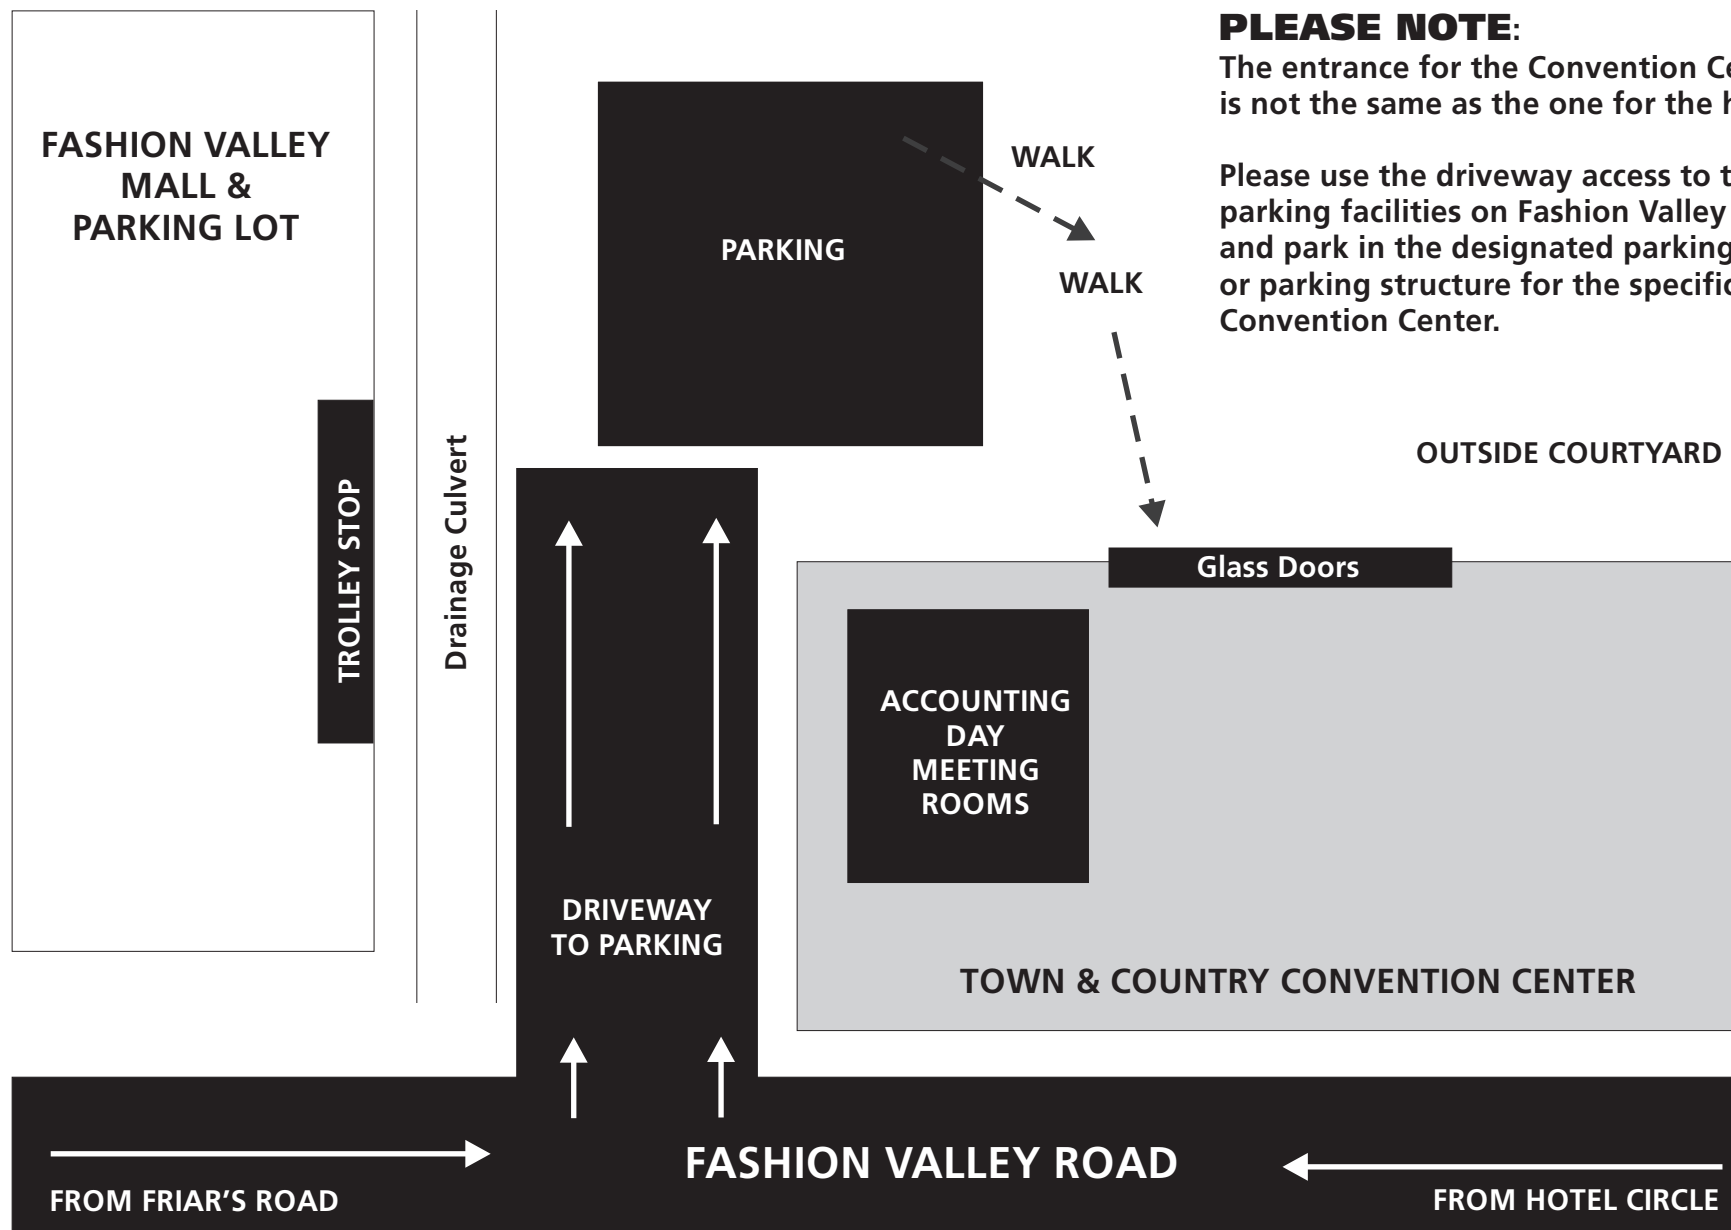 PLEASE NOTE:
The entrance for the Convention
is not the same as the one for the
Please use the driveway access to
parking facilities on Fashion Valley
and park in the designated parking
or parking structure for the
Convention Center.
FASHION VALLEY
MALL &
PARKING LOT
PARKING
WALK
WALK
OUTSIDE COURTYARD
TROLLEY STOP
Drainage Culvert
Glass Doors
ACCOUNTING
DAY
MEETING
ROOMS
DRIVEWAY
TO PARKING
TOWN & COUNTRY CONVENTION CENTER
FASHION VALLEY ROAD
FROM FRIAR'S ROAD
FROM HOTEL CIRCLE